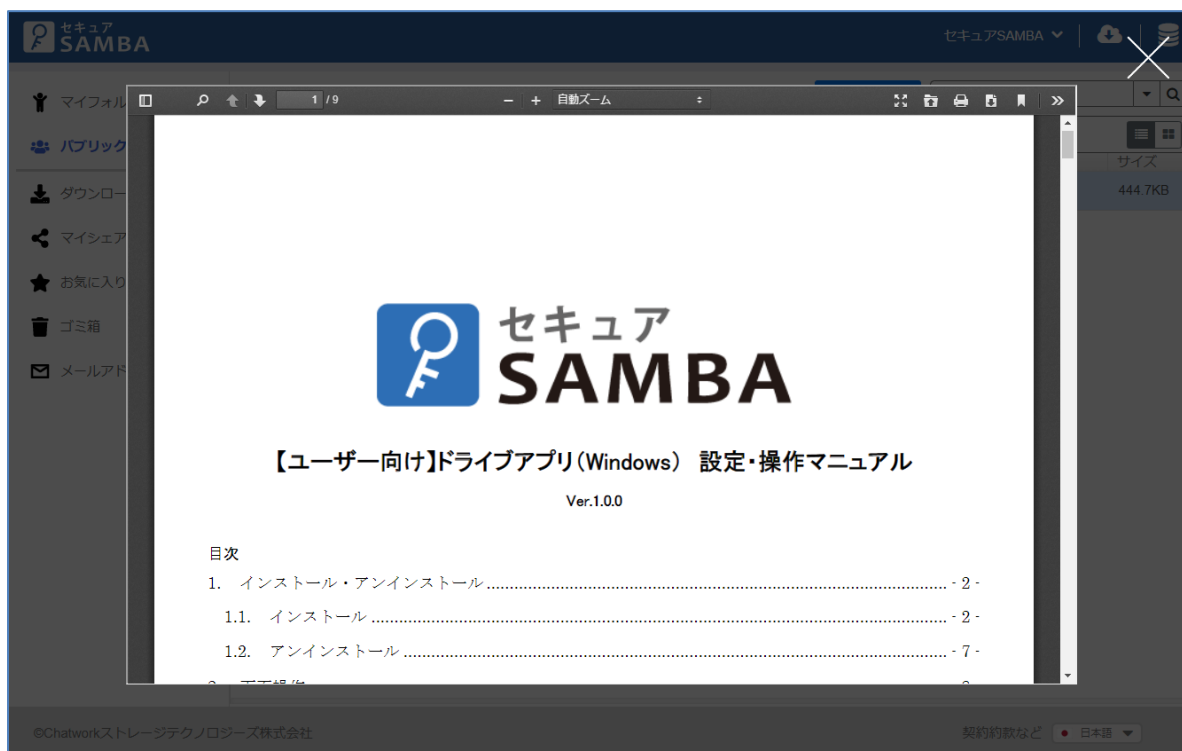 セキュア
SAMBA
セキュアSAMBA
マイフォル
パブリック
ダウンロー
マイシェア
お気に入り
ゴミ箱
メールアド
サイズ
444.7KB
1 /9
自動ズーム
セキュア
SAMBA
【ユーザー向け】ドライブアプリ(Windows) 設定・操作マニュアル
Ver.1.0.0
目次
1. インストール・アンインストール ........ - 2 -
1.1. インストール ........ - 2 -
1.2. アンインストール ........ - 7 -
©Chatworkストレージテクノロジーズ株式会社
契約約款など
日本語